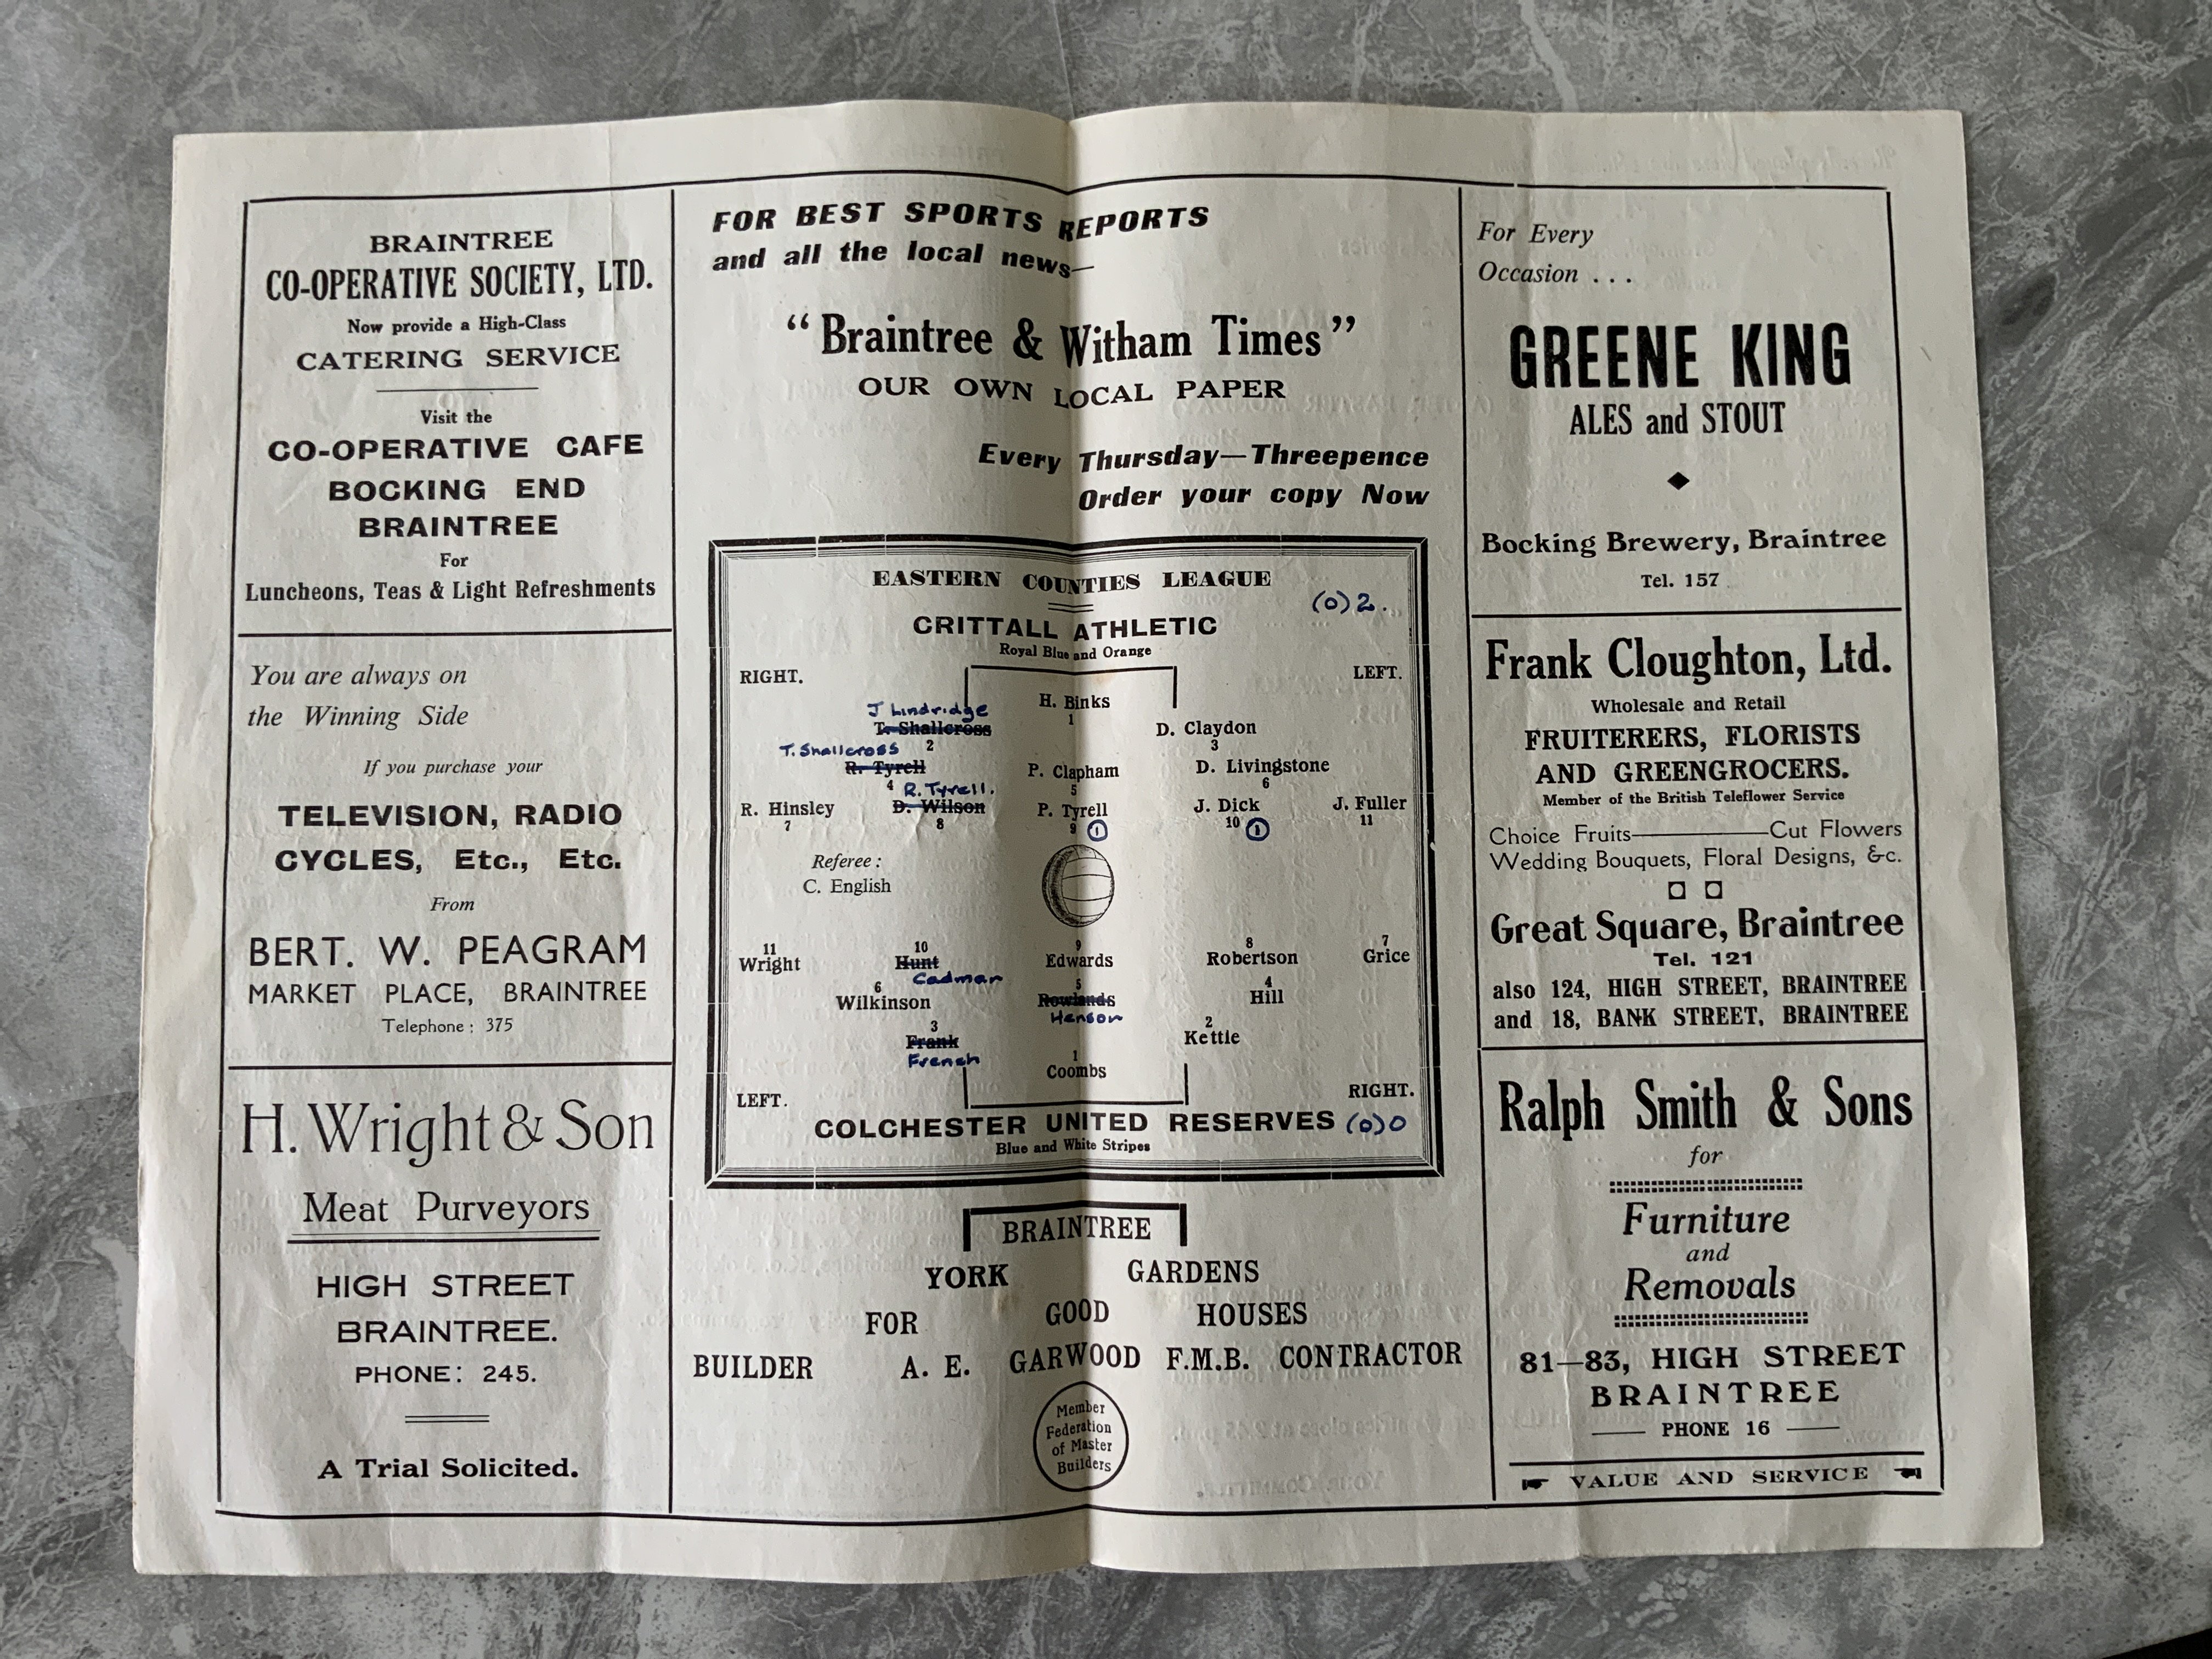 BRAINTREE
CO-OPERATIVE SOCIETY, LTD.
Now provide a High-Class
CATERING SERVICE
Visit the
CO-OPERATIVE CAFE
BOCKING END
BRAINTREE
For
Luncheons, Teas & Light Refreshments
You are always on
the Winning Side
If you purchase your
TELEVISION, RADIO
CYCLES, Etc., Etc.
From
BERT. W. PEAGRAM
MARKET PLACE, BRAINTREE
Telephone: 375
H. Wright & Son
Meat Purveyors
HIGH STREET
BRAINTREE.
PHONE: 245.
A Trial Solicited.
FOR BEST SPORTS REPORTS
and all the local news—
"Braintree & Witham Times"
OUR OWN LOCAL PAPER
Every Thursday—Threepence
Order your copy Now
EASTERN COUNTIES LEAGUE
(0) 2.
CRITTALL ATHLETIC
Royal Blue and Orange
RIGHT. LEFT.
H. Binks
1
J Lindridge
T. Shallcross D. Claydon
2 3
T. Shallcross
R. Tyrell P. Clapham D. Livingstone
4 5 6
R. Tyrell.
R. Hinsley D. Wilson P. Tyrell J. Dick J. Fuller
7 8 9 (1) 10 (1) 11
Referee:
C. English
11 10 9 8 7
Wright Hunt Edwards Robertson Grice
Cadman
6 5 4
Wilkinson Rowlands Hill
Henson
3 2
Frank Kettle
French
1
Coombs
LEFT. RIGHT.
COLCHESTER UNITED RESERVES (0) 0
Blue and White Stripes
BRAINTREE
YORK GARDENS
FOR GOOD HOUSES
BUILDER A. E. GARWOOD F.M.B. CONTRACTOR
Member
Federation
of Master
Builders
For Every
Occasion . . .
GREENE KING
ALES and STOUT
Bocking Brewery, Braintree
Tel. 157
Frank Cloughton, Ltd.
Wholesale and Retail
FRUITERERS, FLORISTS
AND GREENGROCERS.
Member of the British Teleflower Service
Choice Fruits————Cut Flowers
Wedding Bouquets, Floral Designs, &c.
Great Square, Braintree
Tel. 121
also 124, HIGH STREET, BRAINTREE
and 18, BANK STREET, BRAINTREE
Ralph Smith & Sons
for
Furniture
and
Removals
81—83, HIGH STREET
BRAINTREE
PHONE 16
VALUE AND SERVICE